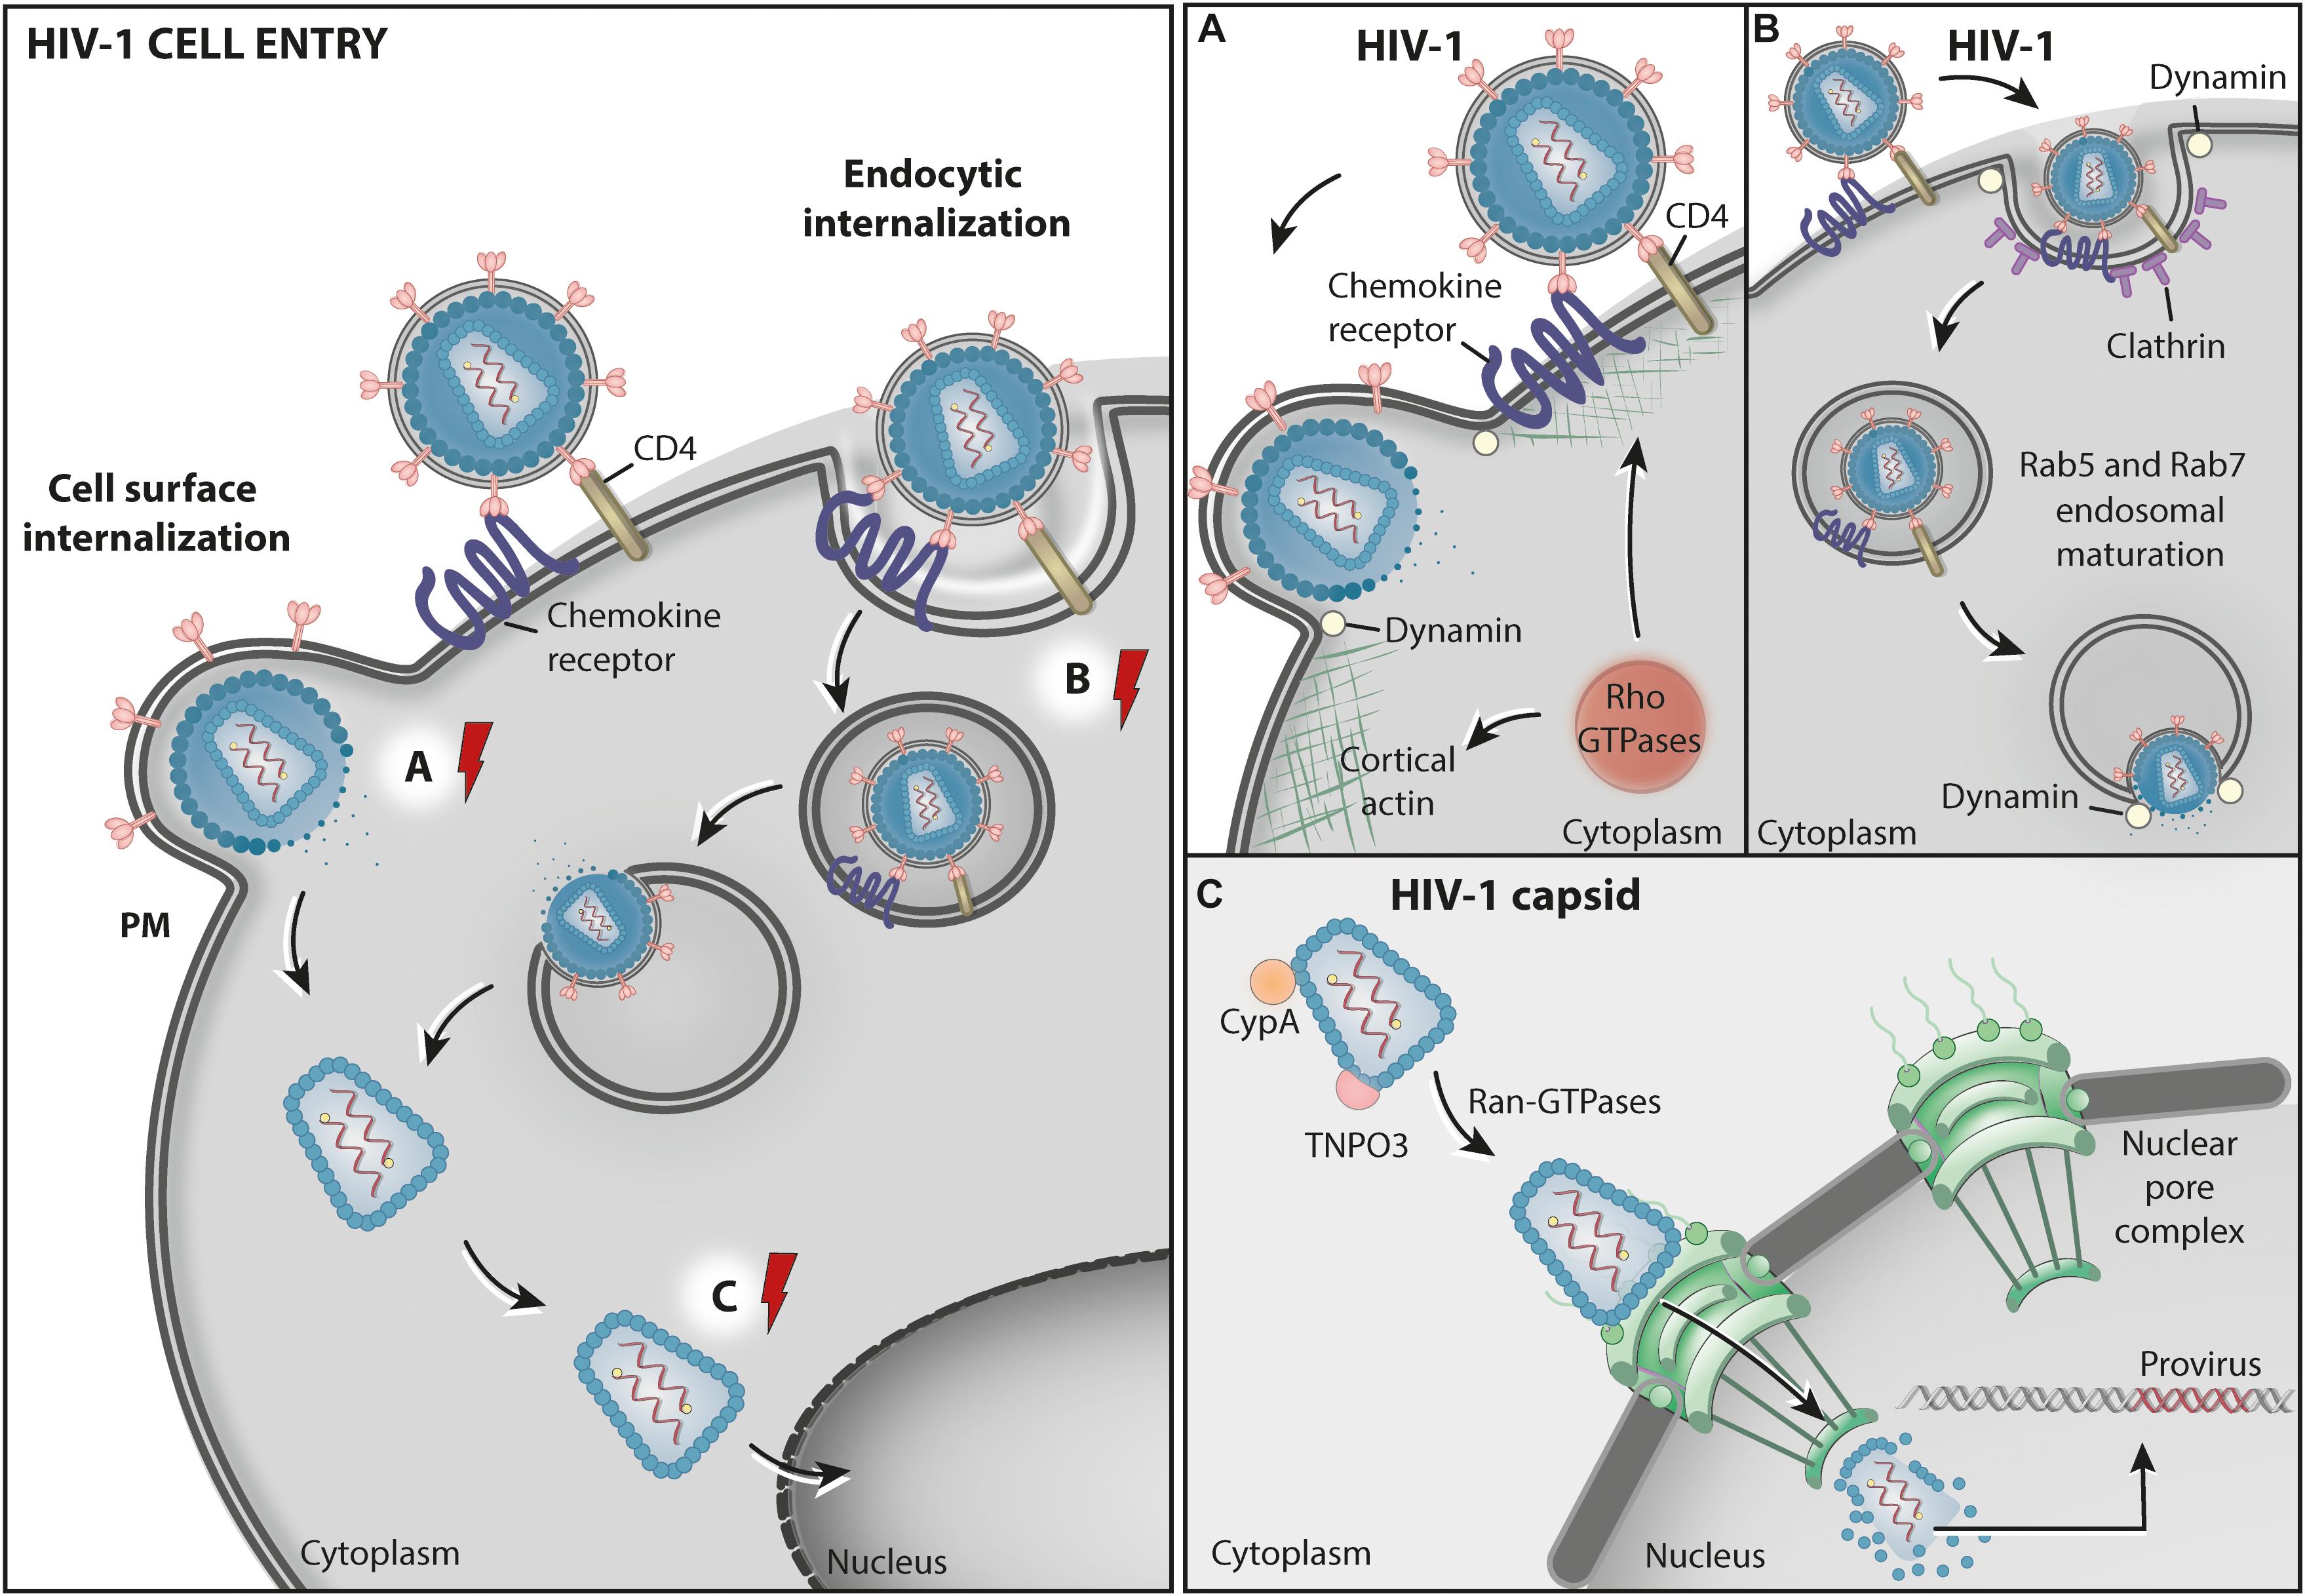 HIV-1 CELL ENTRY
Endocytic
internalization
CD4
Cell surface
internalization
Chemokine
receptor
B
A
PM
C
Cytoplasm
Nucleus
A
HIV-1
CD4
Chemokine
receptor
Dynamin
Rho
GTPases
Cortical
actin
Cytoplasm
B
HIV-1
Dynamin
Clathrin
Rab5 and Rab7
endosomal
maturation
Dynamin
Cytoplasm
C
HIV-1 capsid
CypA
TNPO3
Ran-GTPases
Nuclear
pore
complex
Provirus
Cytoplasm
Nucleus